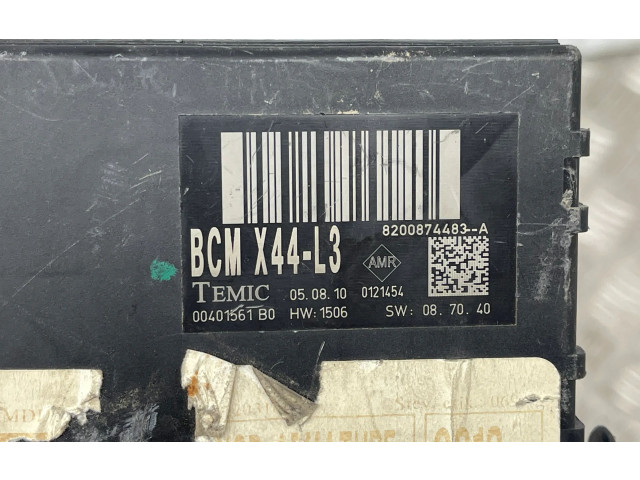 8200874483--A
BCM X44-L3
AMR
TEMIC 05.08.10 0121454
00401561 B0 HW:1506 SW: 08.70.40